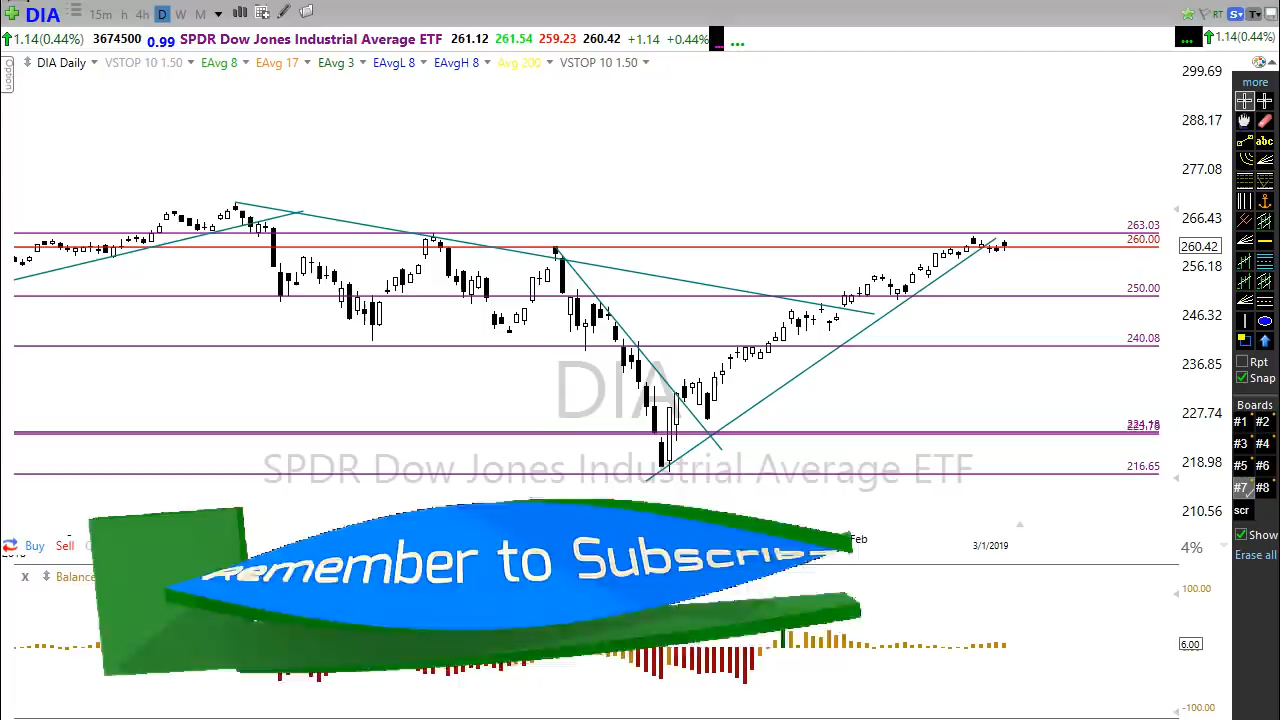 DIA 15m h 4h D W M RT S T
1.14(0.44%) 3674500 0.99 SPDR Dow Jones Industrial Average ETF 261.12 261.54 259.23 260.42 +1.14 +0.44% ... ... 1.14(0.44%)
Option DIA Daily VSTOP 10 1.50 EAvg 8 EAvg 17 EAvg 3 EAvgL 8 EAvgH 8 Avg 200 VSTOP 10 1.50
299.69
288.17
277.08
266.43
260.42
256.18
246.32
236.85
227.74
218.98
210.56
263.03
260.00
250.00
240.08
224.18
216.65
DIA
SPDR Dow Jones Industrial Average ETF
Buy Sell Feb 3/1/2019 4%
x Balance 100.00
Remember to Subscribe
6.00
-100.00
more
abc
Rpt
Snap
Boards
#1 #2
#3 #4
#5 #6
#7 #8
scr
Show
Erase all